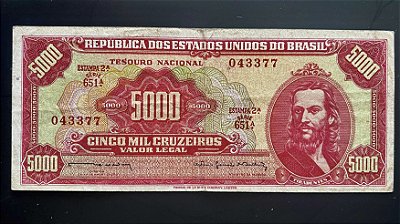 REPUBLICA DOS ESTADOS UNIDOS DO BRASIL
5000
5000
TESOURO NACIONAL
043377
ESTAMPA 2ª
SÉRIE
651ª
5000
5000
5000
ESTAMPA 2ª
SÉRIE
651ª
043377
CINCO MIL CRUZEIROS
VALOR LEGAL
5000
5000
TIRADENTES